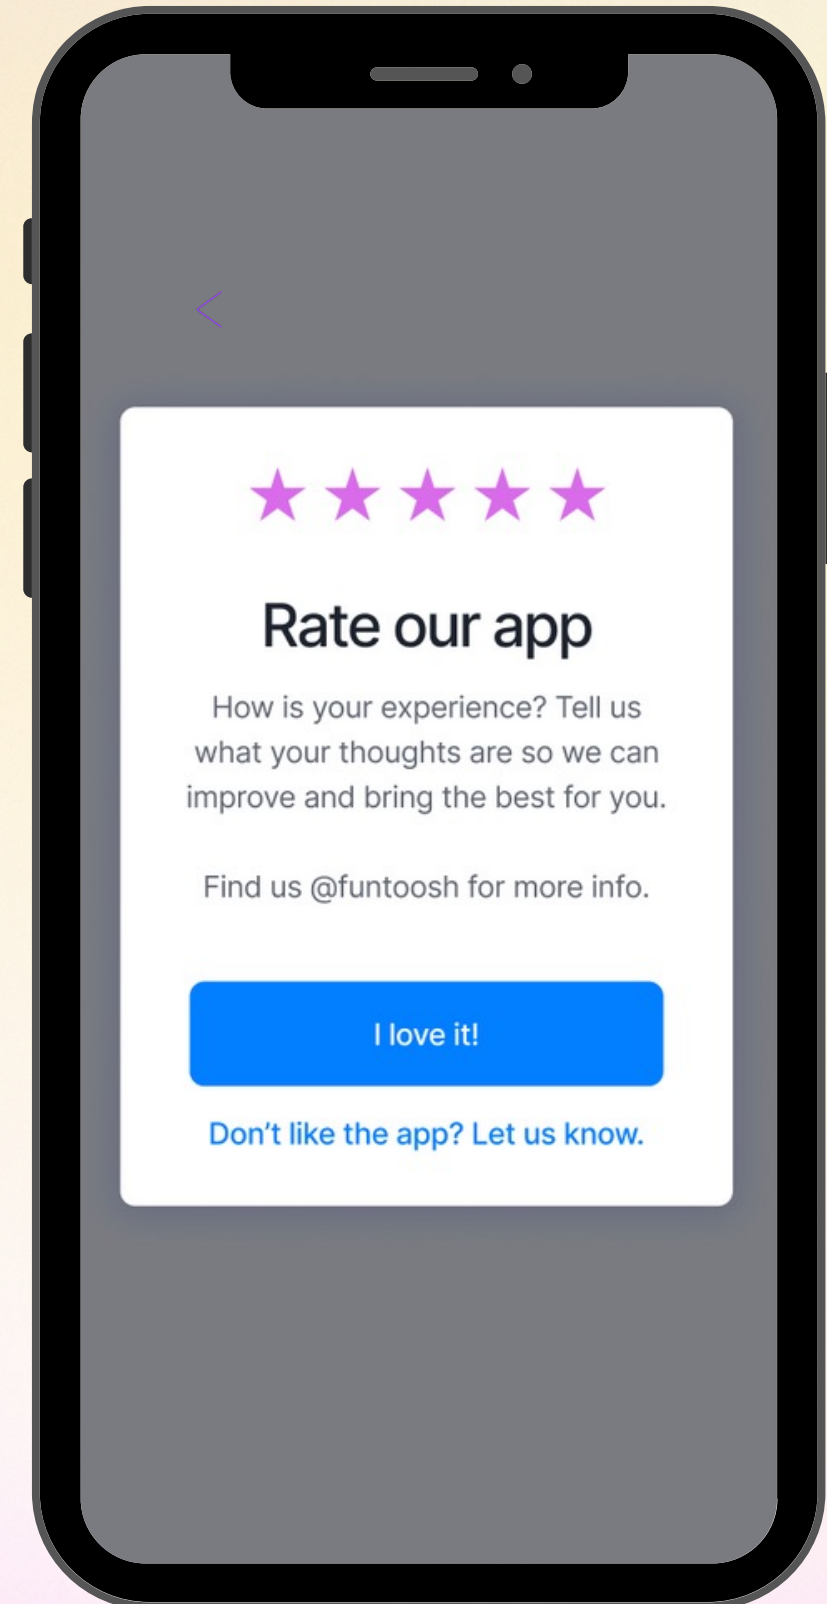 Rate our app
How is your experience? Tell us
what your thoughts are so we can
improve and bring the best for you.
Find us @funtoosh for more info.
I love it!
Don’t like the app? Let us know.